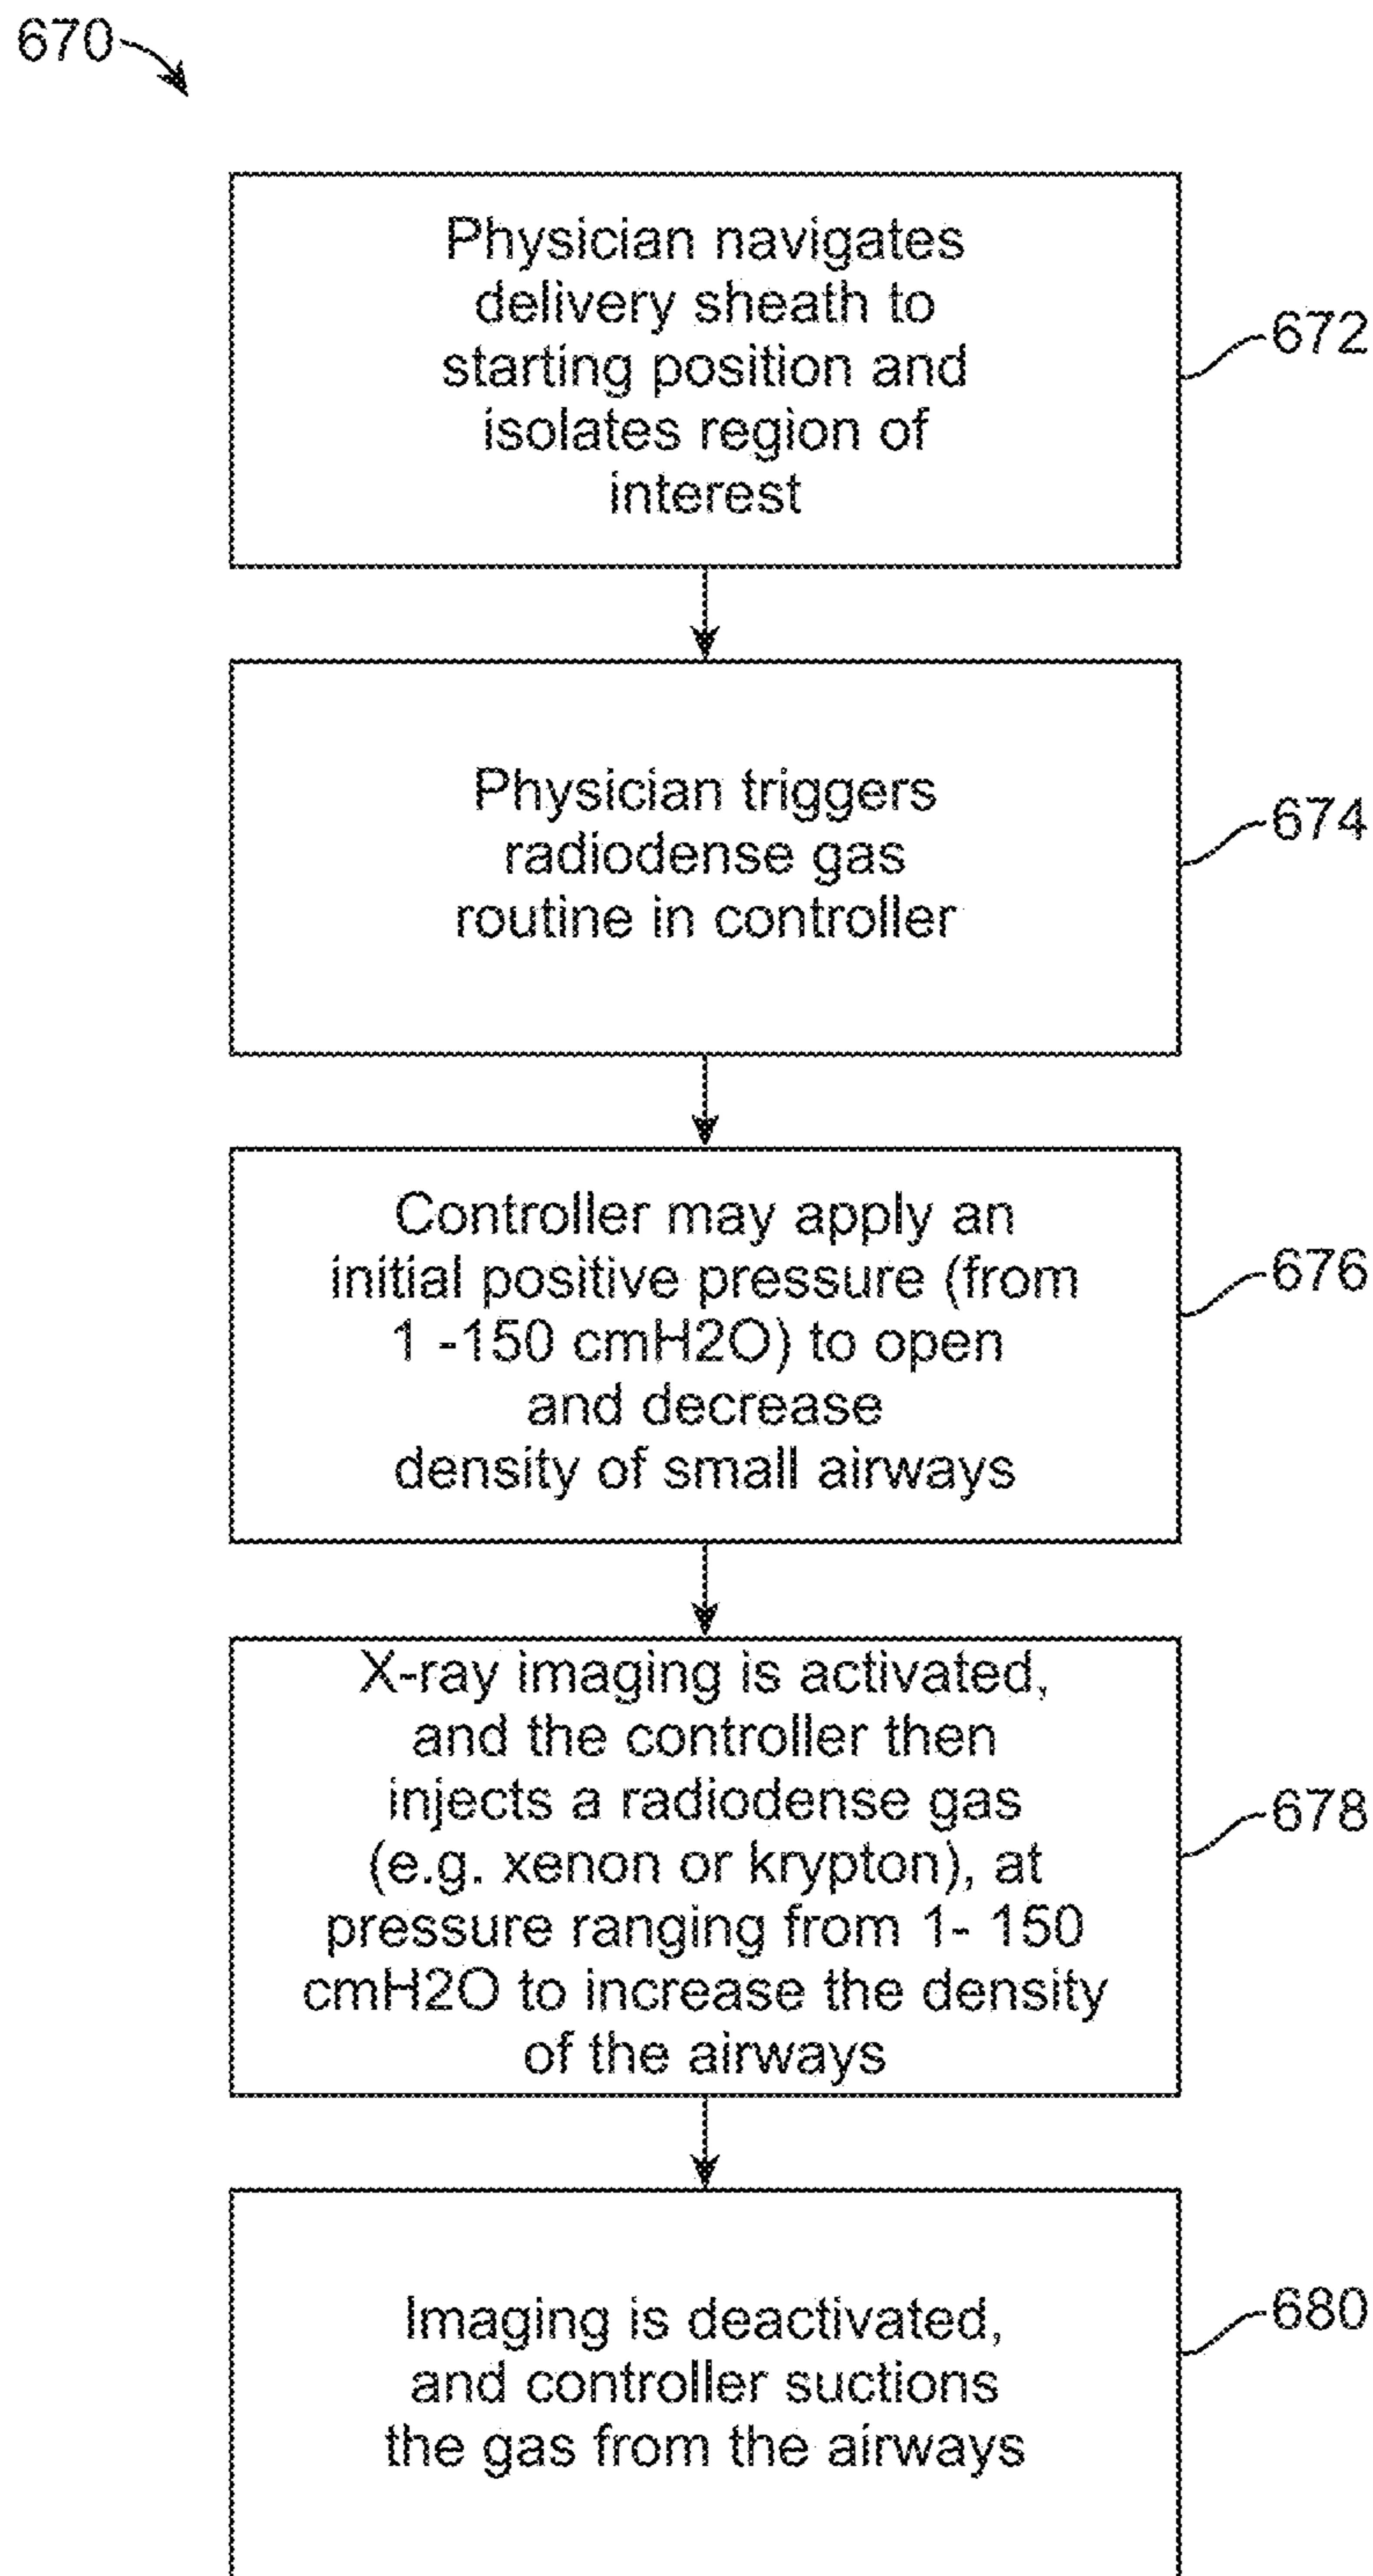 670
Physician navigates
delivery sheath to
starting position and
isolates region of
interest
672
Physician triggers
radiodense gas
routine in controller
674
Controller may apply an
initial positive pressure (from
1 -150 cmH2O) to open
and decrease
density of small airways
676
X-ray imaging is activated,
and the controller then
injects a radiodense gas
(e.g. xenon or krypton), at
pressure ranging from 1- 150
cmH2O to increase the density
of the airways
678
Imaging is deactivated,
and controller suctions
the gas from the airways
680